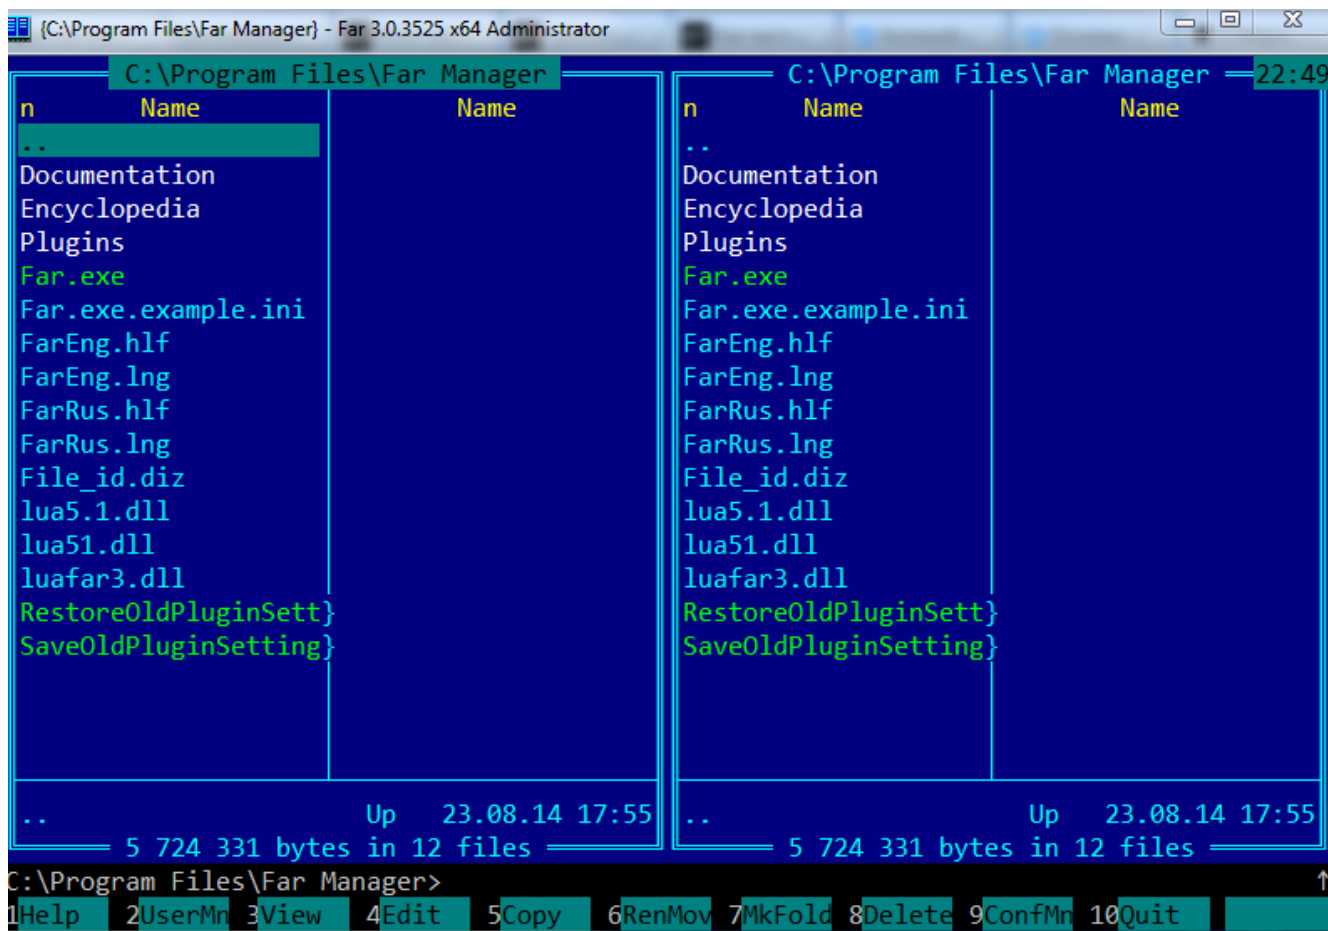 {C:\Program Files\Far Manager} - Far 3.0.3525 x64 Administrator
C:\Program Files\Far Manager
n Name Name
..
Documentation
Encyclopedia
Plugins
Far.exe
Far.exe.example.ini
FarEng.hlf
FarEng.lng
FarRus.hlf
FarRus.lng
File_id.diz
lua5.1.dll
lua51.dll
luafar3.dll
RestoreOldPluginSett}
SaveOldPluginSetting}
.. Up 23.08.14 17:55
5 724 331 bytes in 12 files
C:\Program Files\Far Manager 22:49
n Name Name
..
Documentation
Encyclopedia
Plugins
Far.exe
Far.exe.example.ini
FarEng.hlf
FarEng.lng
FarRus.hlf
FarRus.lng
File_id.diz
lua5.1.dll
lua51.dll
luafar3.dll
RestoreOldPluginSett}
SaveOldPluginSetting}
.. Up 23.08.14 17:55
5 724 331 bytes in 12 files
C:\Program Files\Far Manager> ↑
1Help 2UserMn 3View 4Edit 5Copy 6RenMov 7MkFold 8Delete 9ConfMn 10Quit